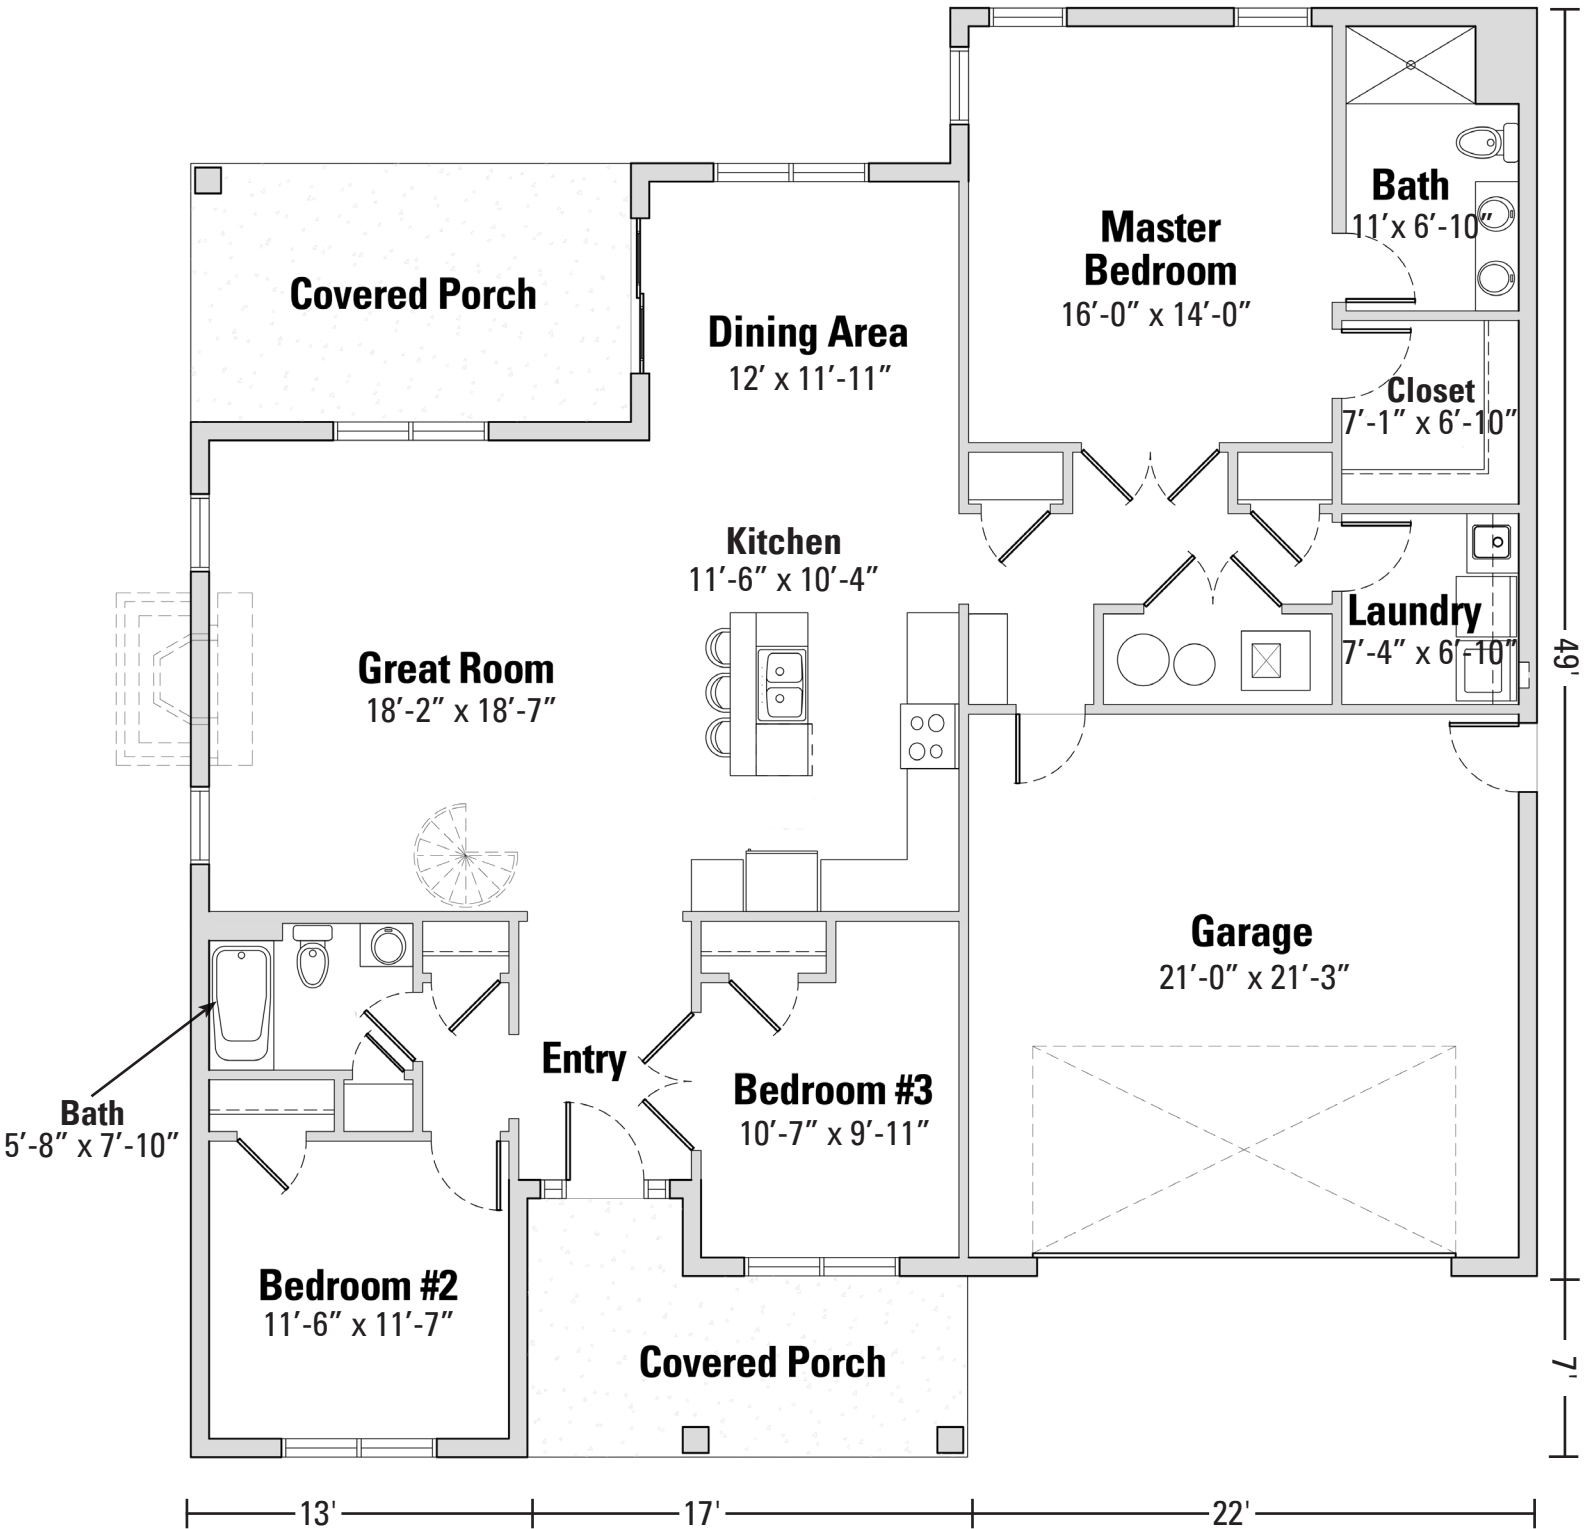 Bath
11′x 6′-10″
Master
Bedroom
16′-0″ x 14′-0″
Covered Porch
Dining Area
12′ x 11′-11″
Closet
7′-1″ x 6′-10″
Kitchen
11′-6″ x 10′-4″
Laundry
7′-4″ x 6′-10″
49'
Great Room
18′-2″ x 18′-7″
Garage
21′-0″ x 21′-3″
Entry
Bedroom #3
10′-7″ x 9′-11″
Bath
5′-8″ x 7′-10″
Bedroom #2
11′-6″ x 11′-7″
Covered Porch
7'
13'
17'
22'